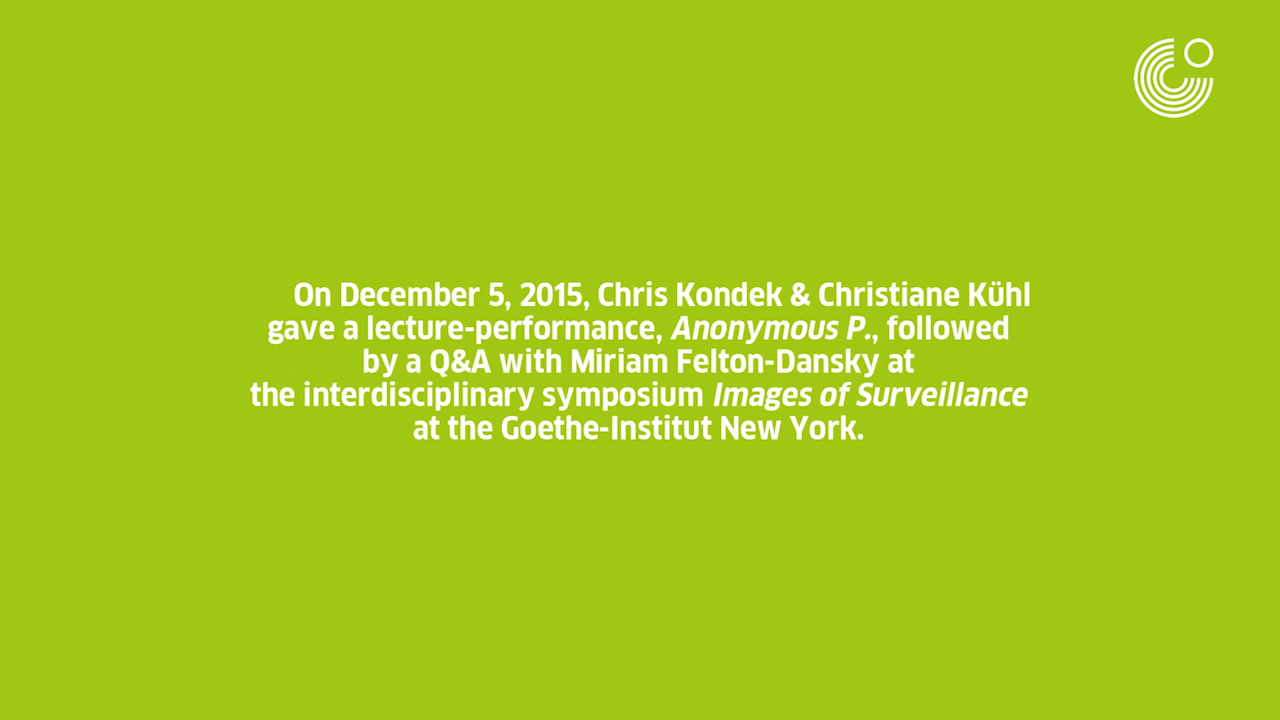 On December 5, 2015, Chris Kondek & Christiane Kühl
gave a lecture-performance, Anonymous P., followed
by a Q&A with Miriam Felton-Dansky at
the interdisciplinary symposium Images of Surveillance
at the Goethe-Institut New York.